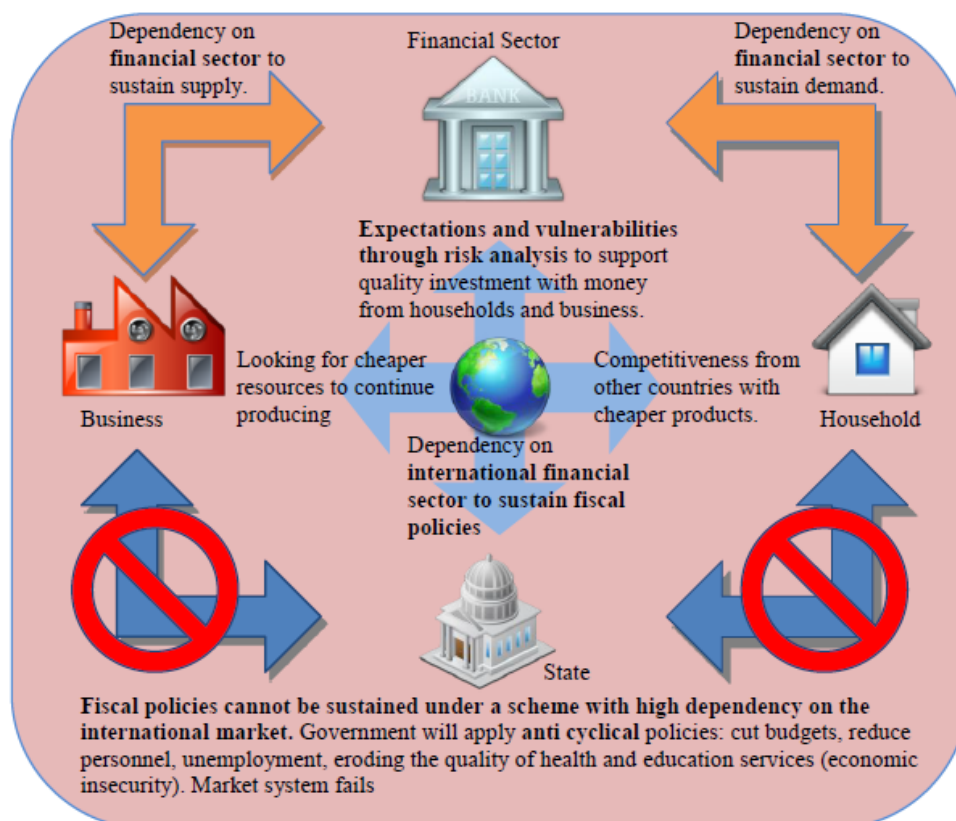 Dependency on
financial sector to
sustain supply.
Financial Sector
Dependency on
financial sector to
sustain demand.
BANK
Expectations and vulnerabilities
through risk analysis to support
quality investment with money
from households and business.
Looking for cheaper
resources to continue
producing
Competitiveness from
other countries with
cheaper products.
Business
Household
Dependency on
international financial
sector to sustain fiscal
policies
State
Fiscal policies cannot be sustained under a scheme with high dependency on the
international market. Government will apply anti cyclical policies: cut budgets, reduce
personnel, unemployment, eroding the quality of health and education services (economic
insecurity). Market system fails